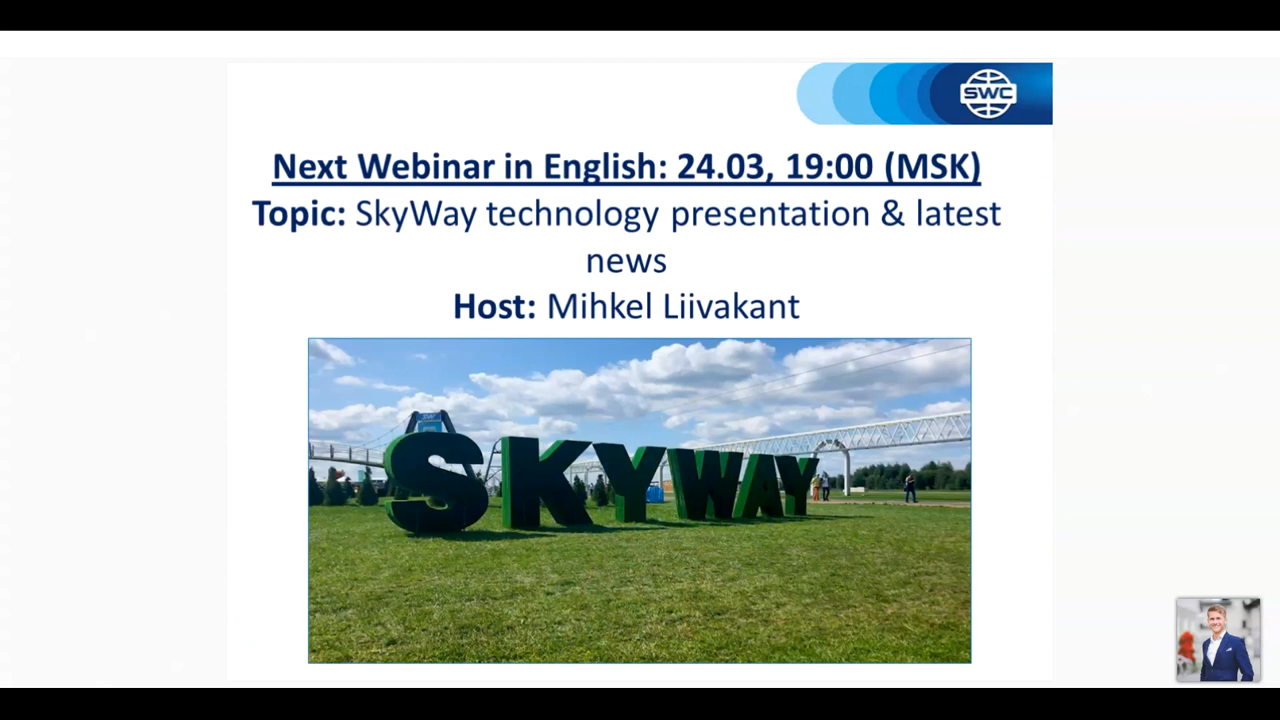 SWC
Next Webinar in English: 24.03, 19:00 (MSK)
Topic: SkyWay technology presentation & latest
news
Host: Mihkel Liivakant
SKYWAY